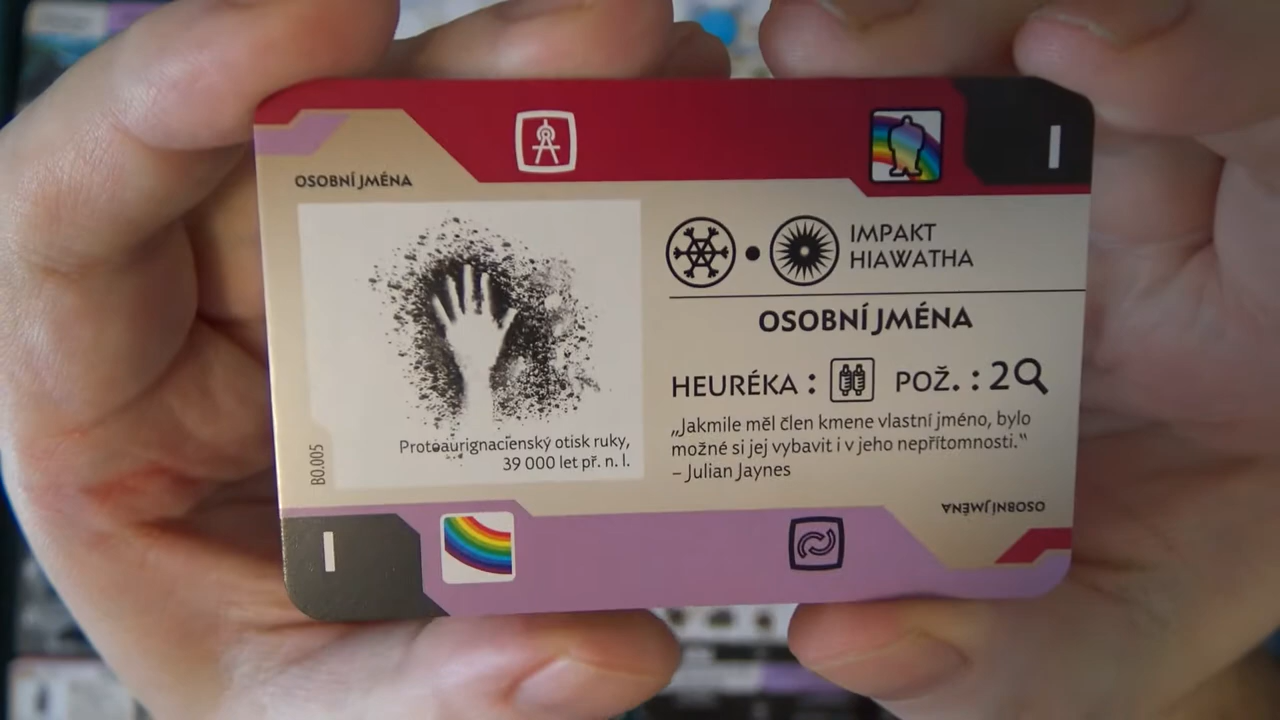 OSOBNÍ JMÉNA
I
IMPAKT
HIAWATHA
OSOBNÍ JMÉNA
HEURÉKA : POŽ. : 2
„Jakmile měl člen kmene vlastní jméno, bylo
možné si jej vybavit i v jeho nepřítomnosti.“
– Julian Jaynes
Protoaurignacienský otisk ruky,
39 000 let př. n. l.
B0.005
OSOBNÍ JMÉNA
I